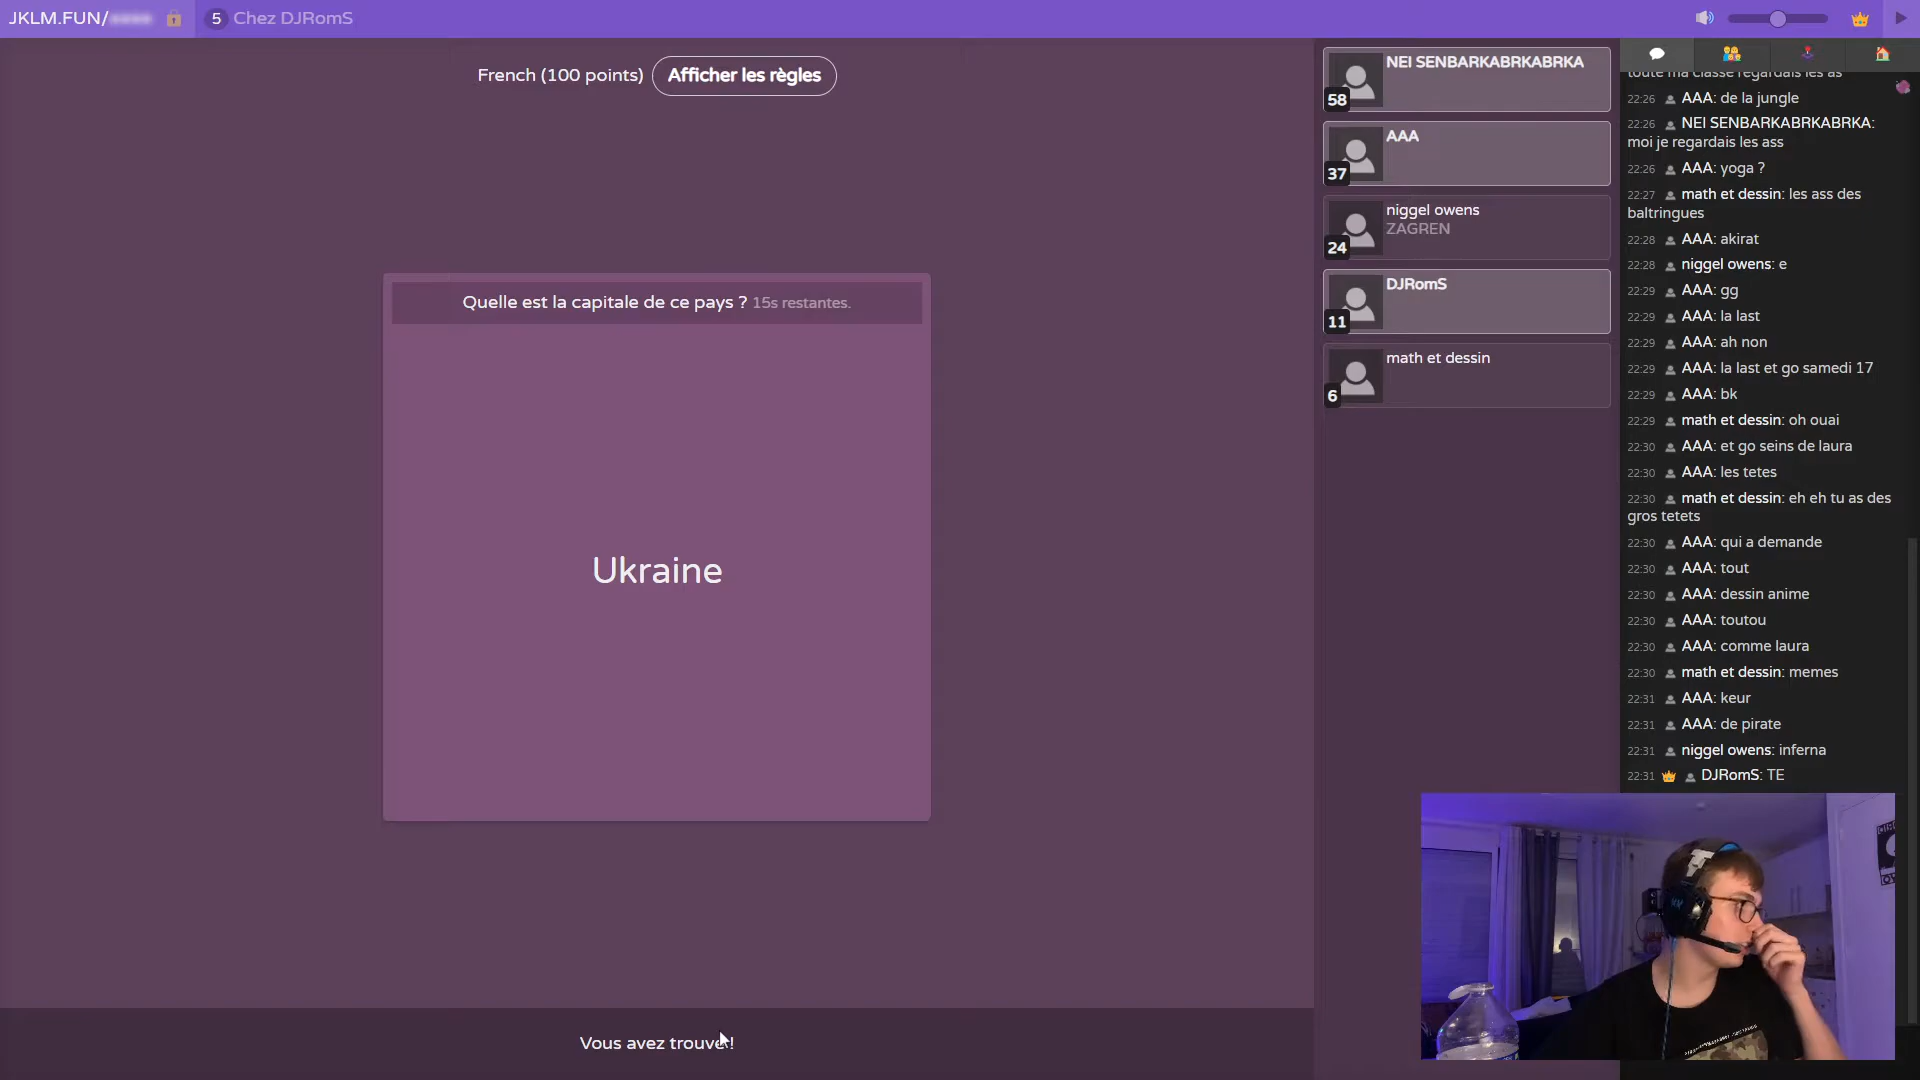 JKLM.FUN/
5 Chez DJRomS
French (100 points) Afficher les règles
Quelle est la capitale de ce pays ? 15s restantes.
Ukraine
Vous avez trouvé !
NEI SENBARKABRKABRKA
58
AAA
37
niggel owens
ZAGREN
24
DJRomS
11
math et dessin
6
toute ma classe regardais les as
22:26 AAA: de la jungle
22:26 NEI SENBARKABRKABRKA:
moi je regardais les ass
22:26 AAA: yoga ?
22:27 math et dessin: les ass des
baltringues
22:28 AAA: akirat
22:28 niggel owens: e
22:29 AAA: gg
22:29 AAA: la last
22:29 AAA: ah non
22:29 AAA: la last et go samedi 17
22:29 AAA: bk
22:29 math et dessin: oh ouai
22:30 AAA: et go seins de laura
22:30 AAA: les tetes
22:30 math et dessin: eh eh tu as des
gros tetets
22:30 AAA: qui a demande
22:30 AAA: tout
22:30 AAA: dessin anime
22:30 AAA: toutou
22:30 AAA: comme laura
22:30 math et dessin: memes
22:31 AAA: keur
22:31 AAA: de pirate
22:31 niggel owens: inferna
22:31 DJRomS: TE